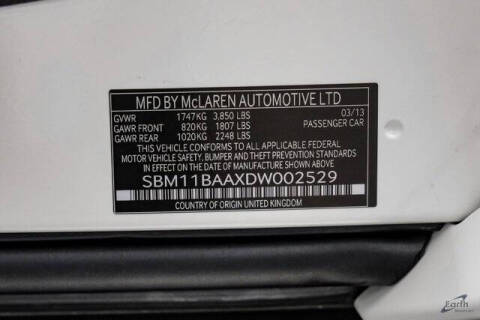 MFD BY McLAREN AUTOMOTIVE LTD
GVWR 1747KG 3,850 LBS 03/13
GAWR FRONT 820KG 1807 LBS PASSENGER CAR
GAWR REAR 1020KG 2248 LBS
THIS VEHICLE CONFORMS TO ALL APPLICABLE FEDERAL
MOTOR VEHICLE SAFETY, BUMPER AND THEFT PREVENTION STANDARDS
IN EFFECT ON THE DATE OF MANUFACTURE SHOWN ABOVE
SBM11BAAXDW002529
COUNTRY OF ORIGIN UNITED KINGDOM
Earth